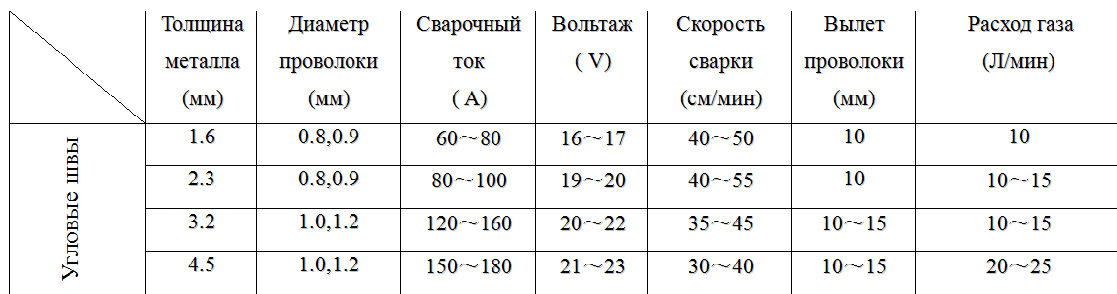 Толщина металла (мм) Диаметр проволоки (мм) Сварочный ток ( А) Вольтаж ( V) Скорость сварки (см/мин) Вылет проволоки (мм) Расход газа (Л/мин)
Угловые швы
1.6 0.8,0.9 60～80 16～17 40～50 10 10
2.3 0.8,0.9 80～100 19～20 40～55 10 10～15
3.2 1.0,1.2 120～160 20～22 35～45 10～15 10～15
4.5 1.0,1.2 150～180 21～23 30～40 10～15 20～25